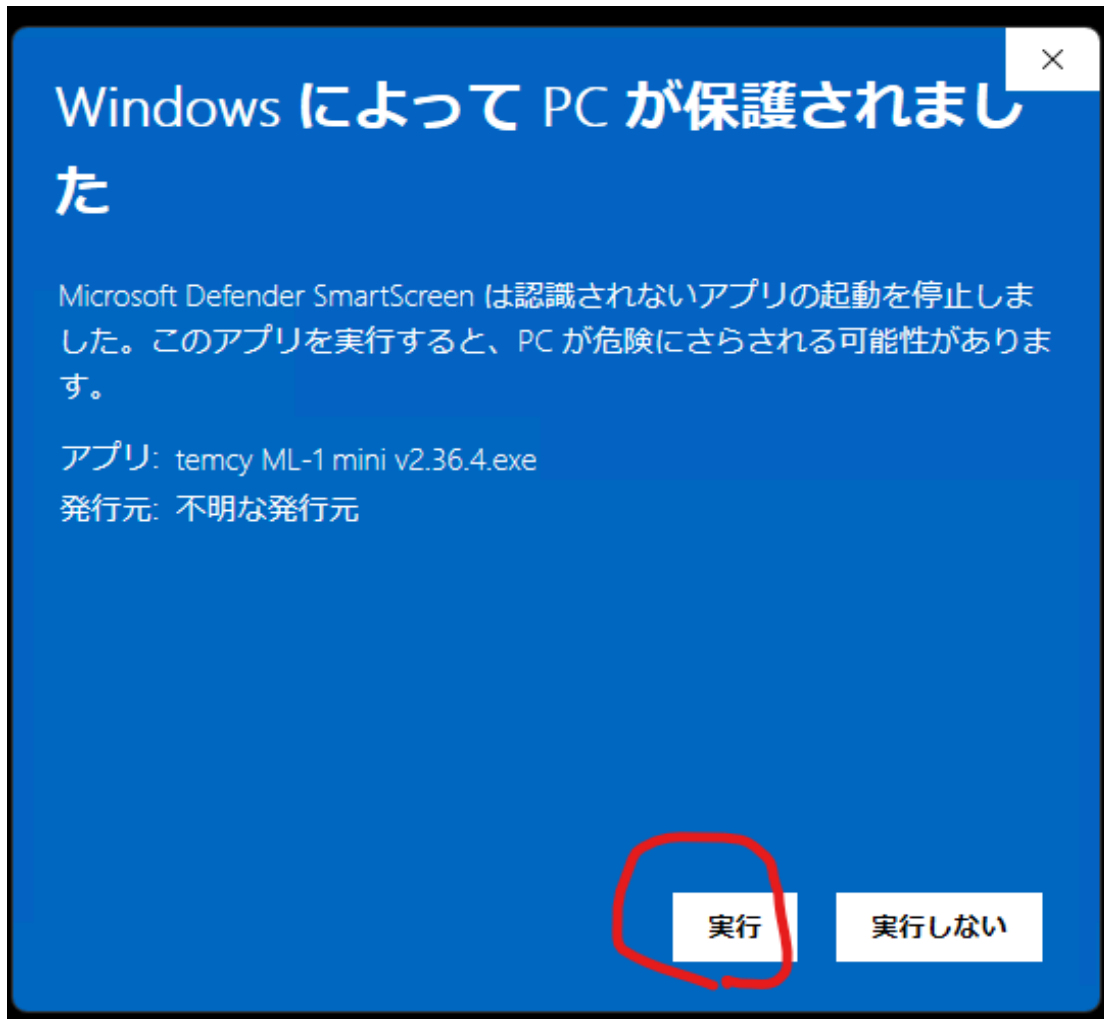 Windows によって PC が保護されまし
た
Microsoft Defender SmartScreen は認識されないアプリの起動を停止しま
した。このアプリを実行すると、PC が危険にさらされる可能性がありま
す。
アプリ: temcy ML-1 mini v2.36.4.exe
発行元: 不明な発行元
実行 実行しない